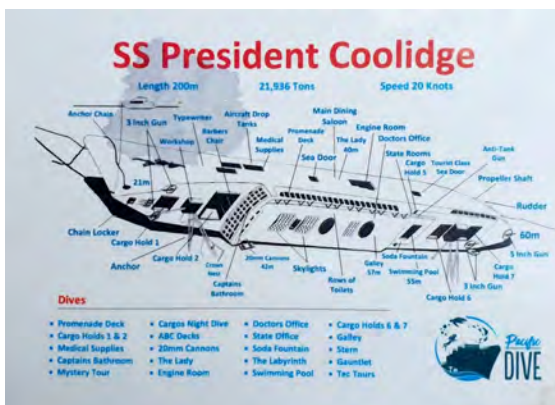 SS President Coolidge
Length 200m 21,936 Tons Speed 20 Knots
Anchor Chain
3 Inch Gun
Typewriter
Workshop
Barbers
Chair
Aircraft Drop
Tanks
Medical
Supplies
Promenade
Deck
Sea Door
Main Dining
Saloon
The Lady
40m
Engine Room
Doctors Office
State Rooms
Cargo
Hold 5
Tourist Class
Sea Door
Anti-Tank
Gun
Propeller Shaft
Rudder
21m
60m
Chain Locker
Cargo Hold 1
Anchor
Cargo Hold 2
Crows
Nest
Captains
Bathroom
20mm Cannons
42m
Skylights
Rows of
Toilets
Galley
57m
Soda Fountain
Swimming Pool
55m
Cargo Hold 6
3 Inch Gun
Cargo
Hold 7
5 Inch
Gun
Dives
• Promenade Deck
• Cargo Holds 1 & 2
• Medical Supplies
• Captains Bathroom
• Mystery Tour
• Cargos Night Dive
• ABC Decks
• 20mm Cannons
• The Lady
• Engine Room
• Doctors Office
• State Office
• Soda Fountain
• The Labyrinth
• Swimming Pool
• Cargo Holds 6 & 7
• Galley
• Stern
• Gauntlet
• Tec Tours
Pacific
DIVE